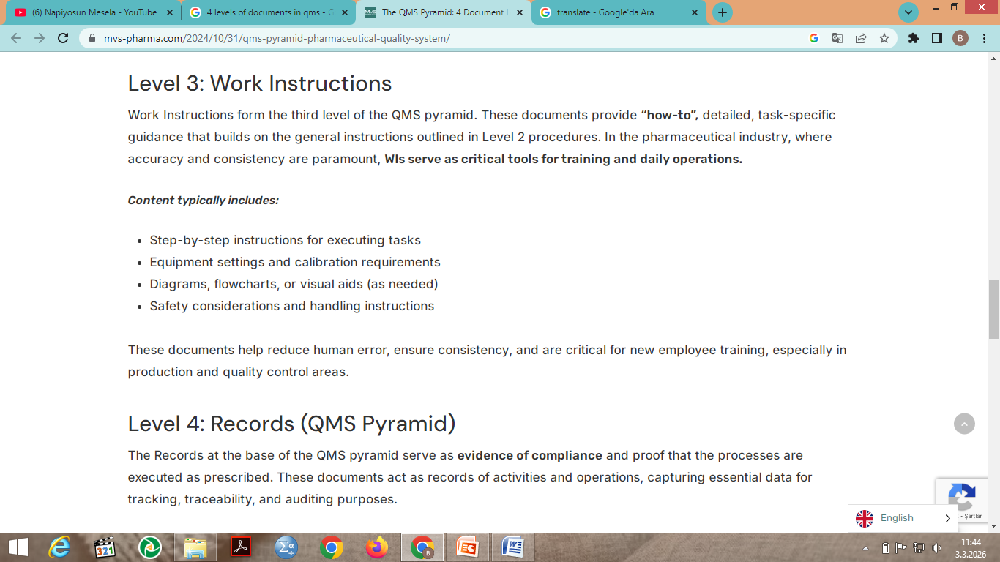 (6) Napiyosun Mesela - YouTube
4 levels of documents in qms - G
The QMS Pyramid: 4 Document L
translate - Google'da Ara
mvs-pharma.com/2024/10/31/qms-pyramid-pharmaceutical-quality-system/
B
Level 3: Work Instructions
Work Instructions form the third level of the QMS pyramid. These documents provide “how-to”, detailed, task-specific
guidance that builds on the general instructions outlined in Level 2 procedures. In the pharmaceutical industry, where
accuracy and consistency are paramount, WIs serve as critical tools for training and daily operations.
Content typically includes:
Step-by-step instructions for executing tasks
Equipment settings and calibration requirements
Diagrams, flowcharts, or visual aids (as needed)
Safety considerations and handling instructions
These documents help reduce human error, ensure consistency, and are critical for new employee training, especially in
production and quality control areas.
Level 4: Records (QMS Pyramid)
The Records at the base of the QMS pyramid serve as evidence of compliance and proof that the processes are
executed as prescribed. These documents act as records of activities and operations, capturing essential data for
tracking, traceability, and auditing purposes.
- Şartlar
English
321
Σα
B
11:44
3.3.2026